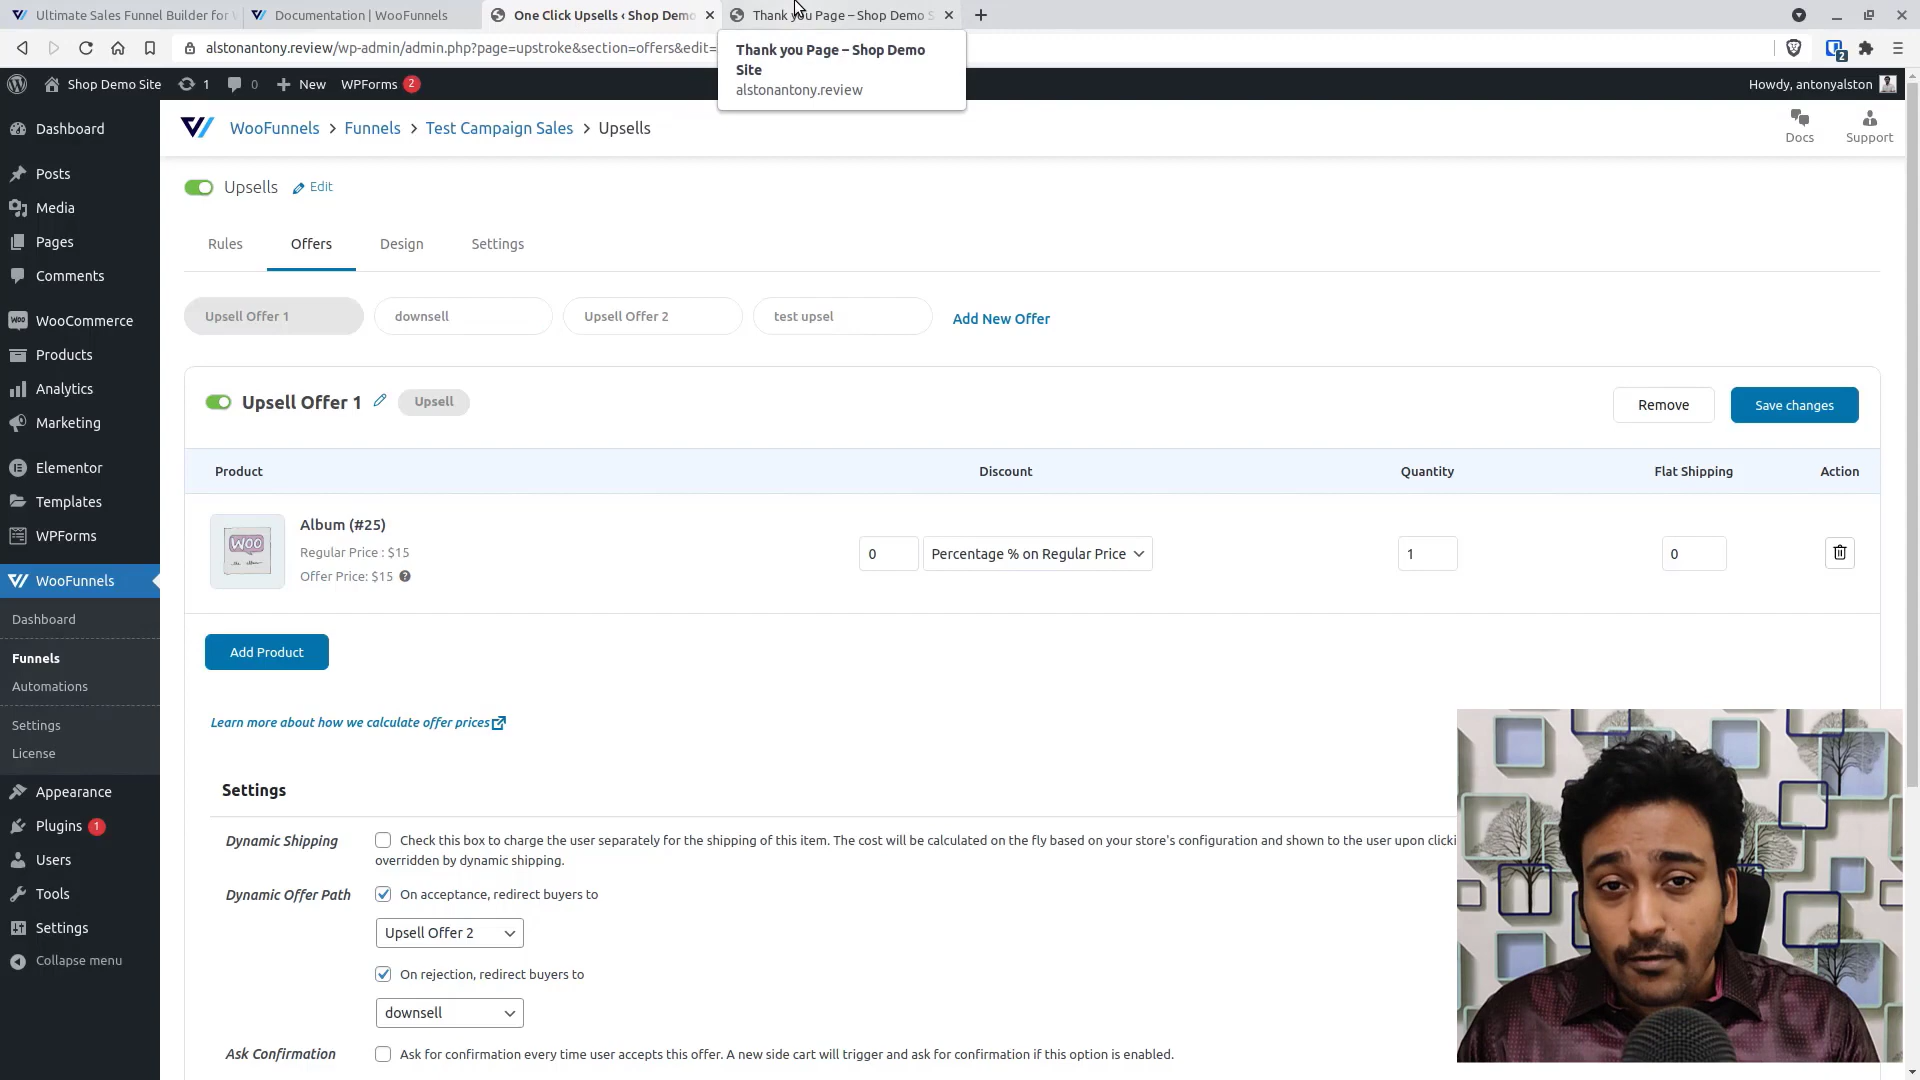 Ultimate Sales Funnel Builder for
Documentation | WooFunnels
One Click Upsells ‹ Shop Demo
Thank you Page – Shop Demo S
alstonantony.review/wp-admin/admin.php?page=upstroke&section=offers&edit=
2
Thank you Page – Shop Demo
Site
alstonantony.review
Shop Demo Site
1
0
New
WPForms
2
Howdy, antonyalston
Dashboard
Posts
Media
Pages
Comments
WooCommerce
Products
Analytics
Marketing
Elementor
Templates
WPForms
WooFunnels
Dashboard
Funnels
Automations
Settings
License
Appearance
Plugins 1
Users
Tools
Settings
Collapse menu
WooFunnels > Funnels > Test Campaign Sales > Upsells
Docs
Support
Upsells
Edit
Rules
Offers
Design
Settings
Upsell Offer 1
downsell
Upsell Offer 2
test upsel
Add New Offer
Upsell Offer 1
Upsell
Remove
Save changes
Product
Discount
Quantity
Flat Shipping
Action
WOO
Album (#25)
Regular Price : $15
Offer Price: $15
0
Percentage % on Regular Price
1
0
Add Product
Learn more about how we calculate offer prices
Settings
Dynamic Shipping
Check this box to charge the user separately for the shipping of this item. The cost will be calculated on the fly based on your store's configuration and shown to the user upon clicki
overridden by dynamic shipping.
Dynamic Offer Path
On acceptance, redirect buyers to
Upsell Offer 2
On rejection, redirect buyers to
downsell
Ask Confirmation
Ask for confirmation every time user accepts this offer. A new side cart will trigger and ask for confirmation if this option is enabled.